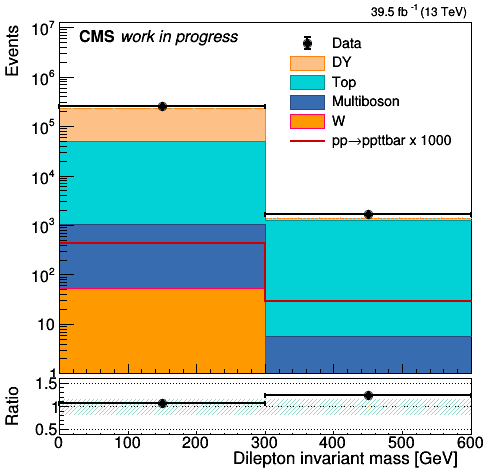 39.5 fb⁻¹ (13 TeV)
CMS work in progress
Data
DY
Top
Multiboson
W
pp→ppttbar x 1000
Events
10⁷
10⁶
10⁵
10⁴
10³
10²
10
1
Ratio
1.5
1
0.5
0 100 200 300 400 500 600
Dilepton invariant mass [GeV]